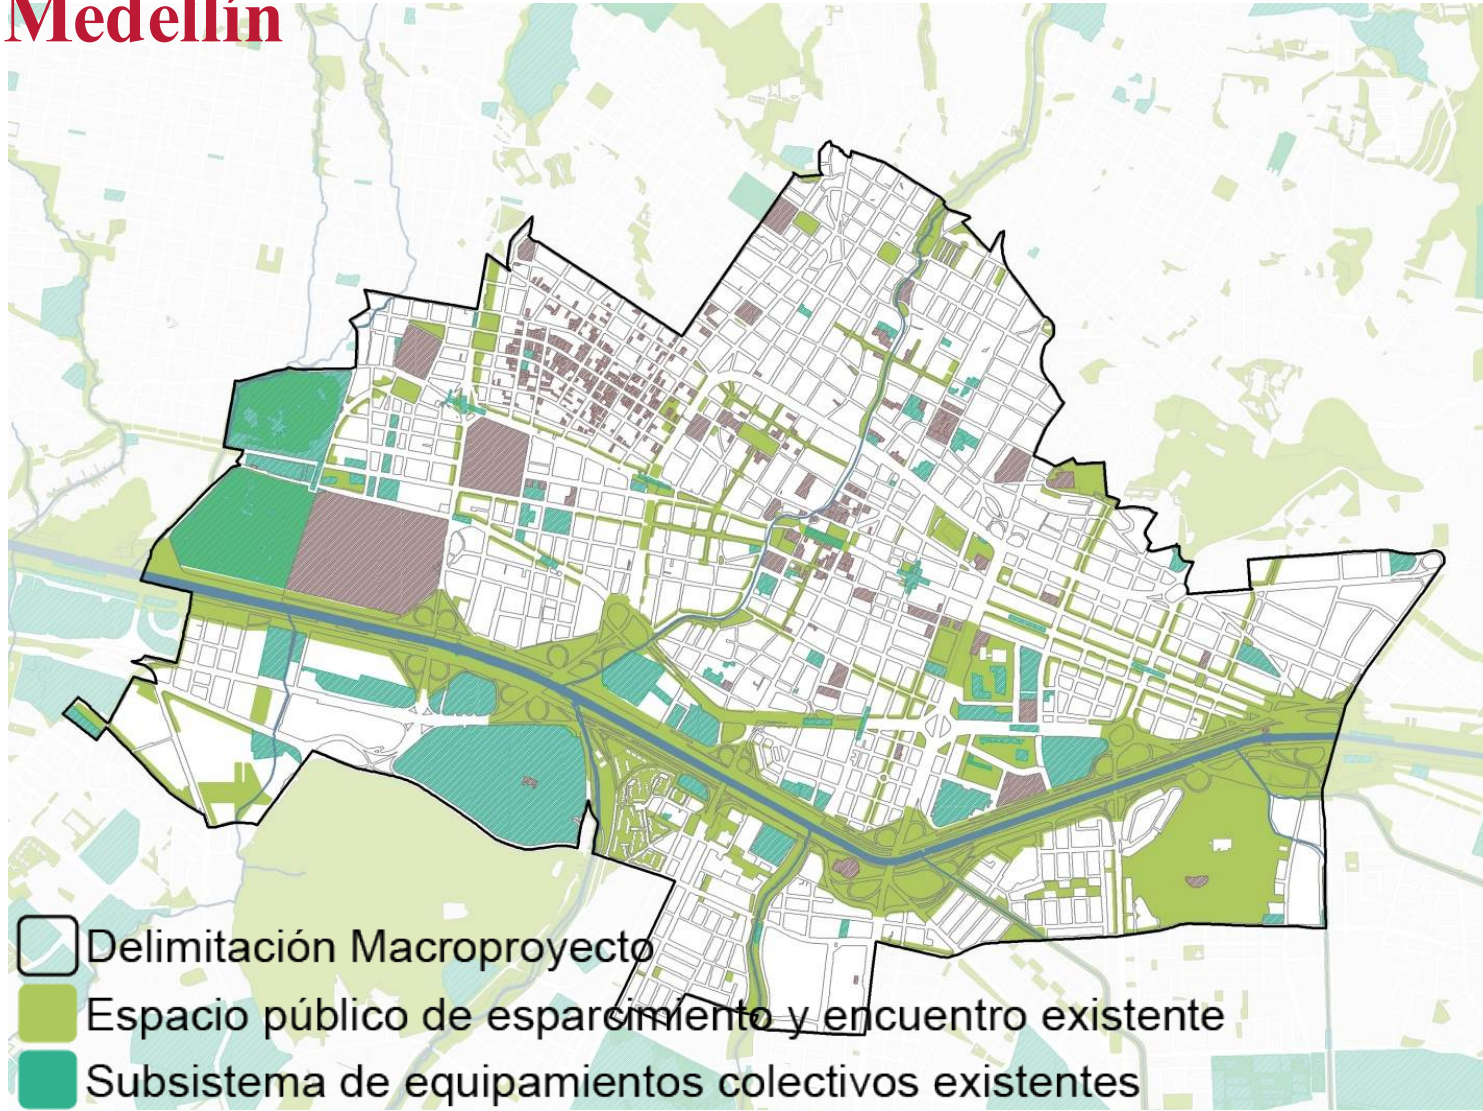 Medellín
Delimitación Macroproyecto
Espacio público de esparcimiento y encuentro existente
Subsistema de equipamientos colectivos existentes